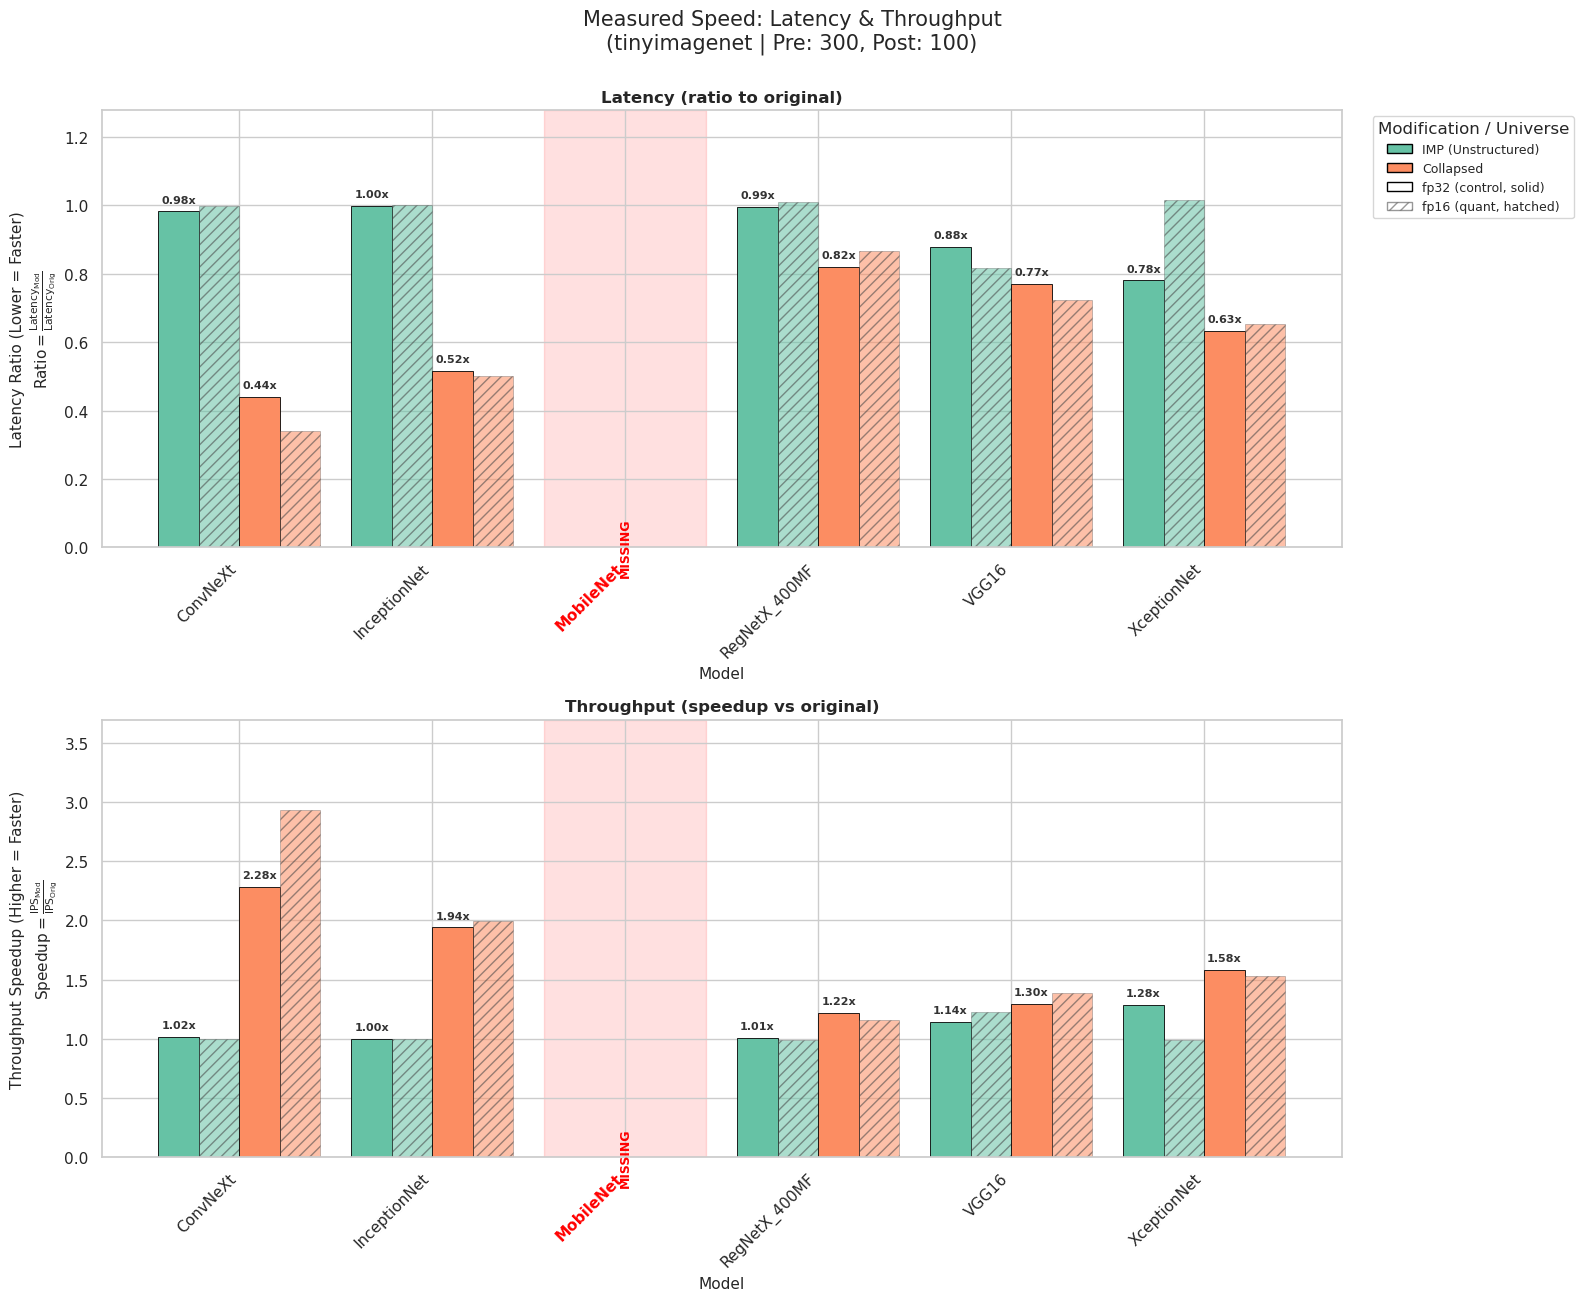 Measured Speed: Latency & Throughput
(tinyimagenet | Pre: 300, Post: 100)
Latency (ratio to original)
Latency Ratio (Lower = Faster)
Ratio = Latency_Mod / Latency_Orig
1.2
1.0
0.8
0.6
0.4
0.2
0.0
0.98x
0.44x
1.00x
0.52x
0.99x
0.82x
0.88x
0.77x
0.78x
0.63x
MISSING
ConvNeXt
InceptionNet
MobileNet
RegNetX_400MF
VGG16
XceptionNet
Model
Modification / Universe
IMP (Unstructured)
Collapsed
fp32 (control, solid)
fp16 (quant, hatched)
Throughput (speedup vs original)
Throughput Speedup (Higher = Faster)
Speedup = IPS_Mod / IPS_Orig
3.5
3.0
2.5
2.0
1.5
1.0
0.5
0.0
1.02x
2.28x
1.00x
1.94x
1.01x
1.22x
1.14x
1.30x
1.28x
1.58x
MISSING
ConvNeXt
InceptionNet
MobileNet
RegNetX_400MF
VGG16
XceptionNet
Model